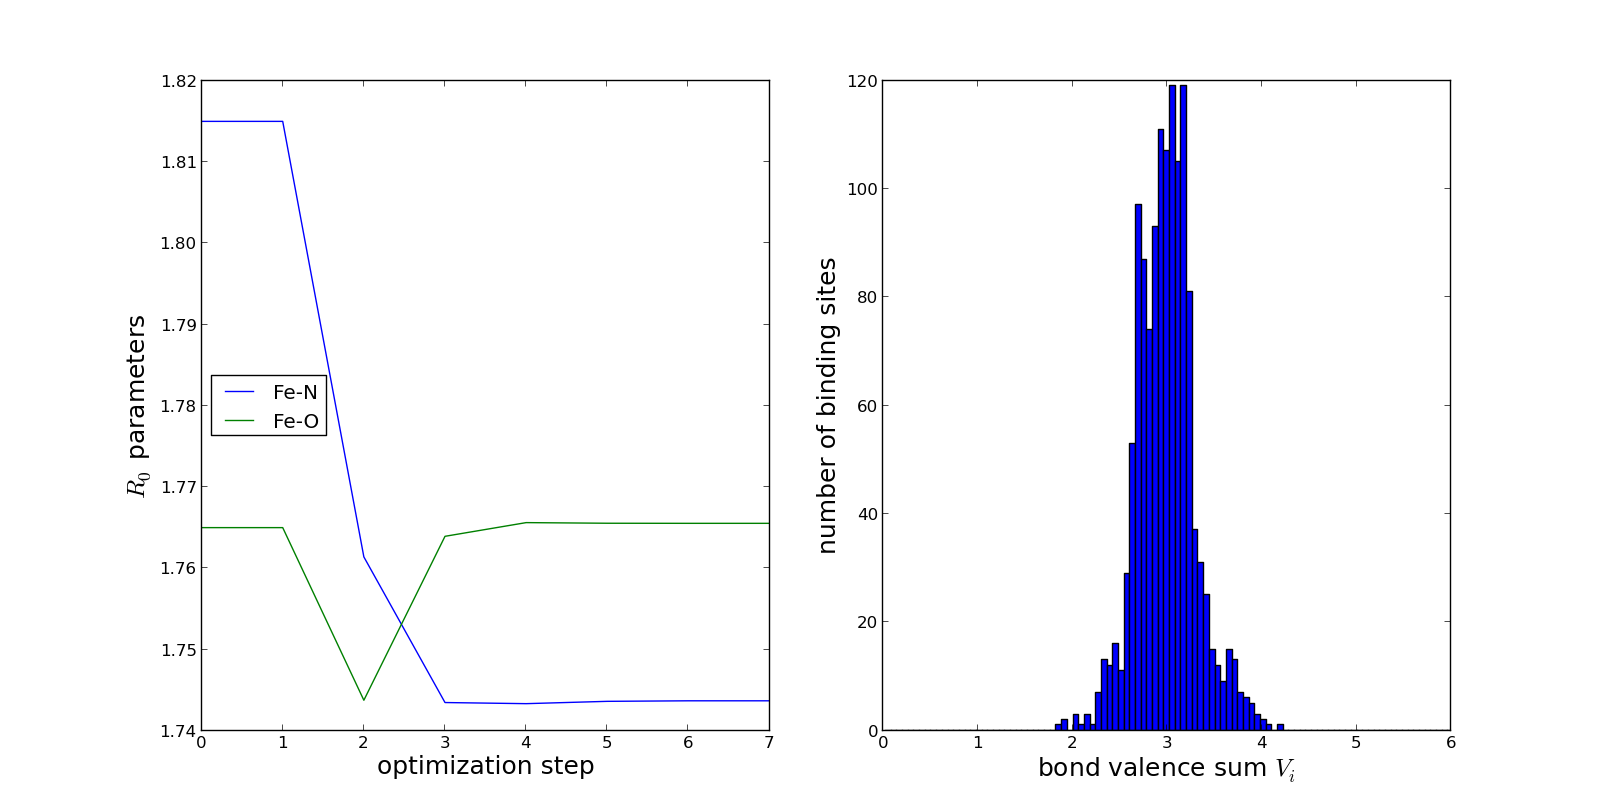 1.82
1.81
1.80
1.79
1.78
1.77
1.76
1.75
1.74
R₀ parameters
Fe-N
Fe-O
0 1 2 3 4 5 6 7
optimization step
120
100
80
60
40
20
0
number of binding sites
0 1 2 3 4 5 6
bond valence sum Vᵢ